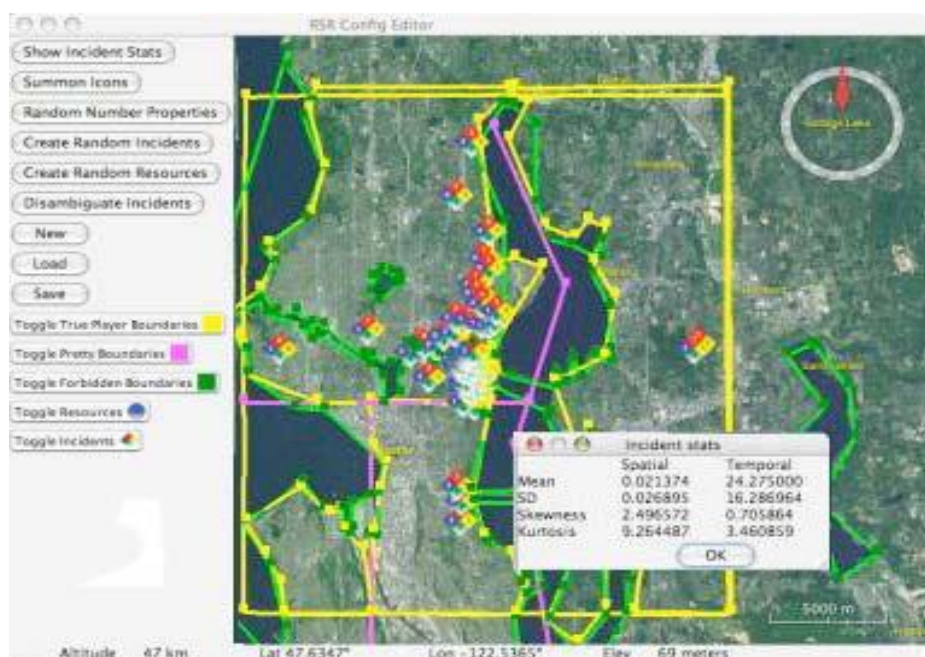 RSR Config Editor
Show Incident Stats
Summon Icons
Random Number Properties
Create Random Incidents
Create Random Resources
Disambiguate Incidents
New
Load
Save
Toggle True Player Boundaries
Toggle Pretty Boundaries
Toggle Forbidden Boundaries
Toggle Resources
Toggle Incidents
Incident stats
Spatial Temporal
Mean 0.021374 24.275000
SD 0.026895 16.286964
Skewness 2.496572 0.705864
Kurtosis 9.264487 3.460859
OK
5000 m
Altitude 47 km Lat 47.6347° Lon -122.5365° Elev 69 meters